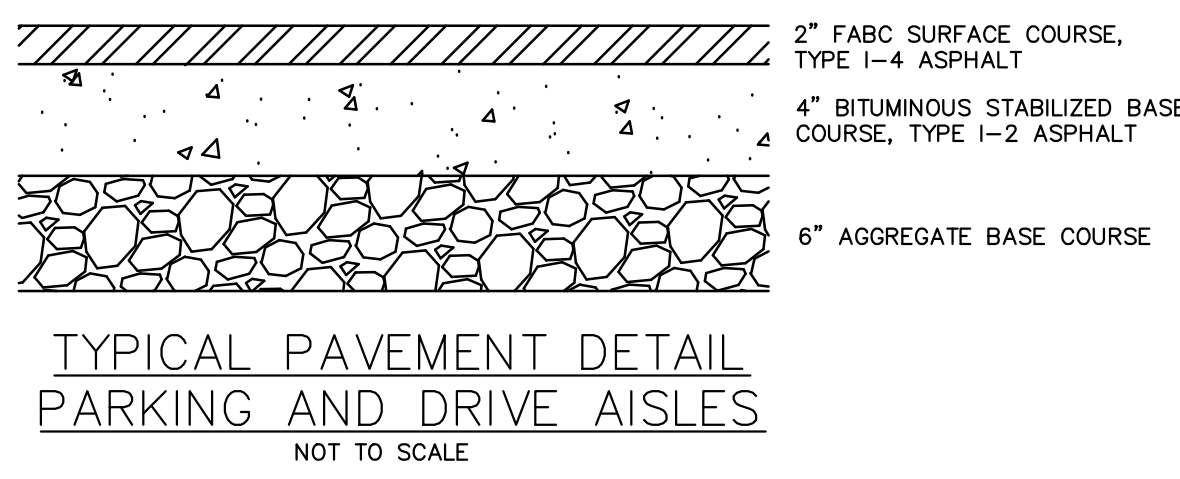 2" FABC SURFACE COURSE,
TYPE I-4 ASPHALT
4" BITUMINOUS STABILIZED BASE
COURSE, TYPE I-2 ASPHALT
6" AGGREGATE BASE COURSE
TYPICAL PAVEMENT DETAIL
PARKING AND DRIVE AISLES
NOT TO SCALE